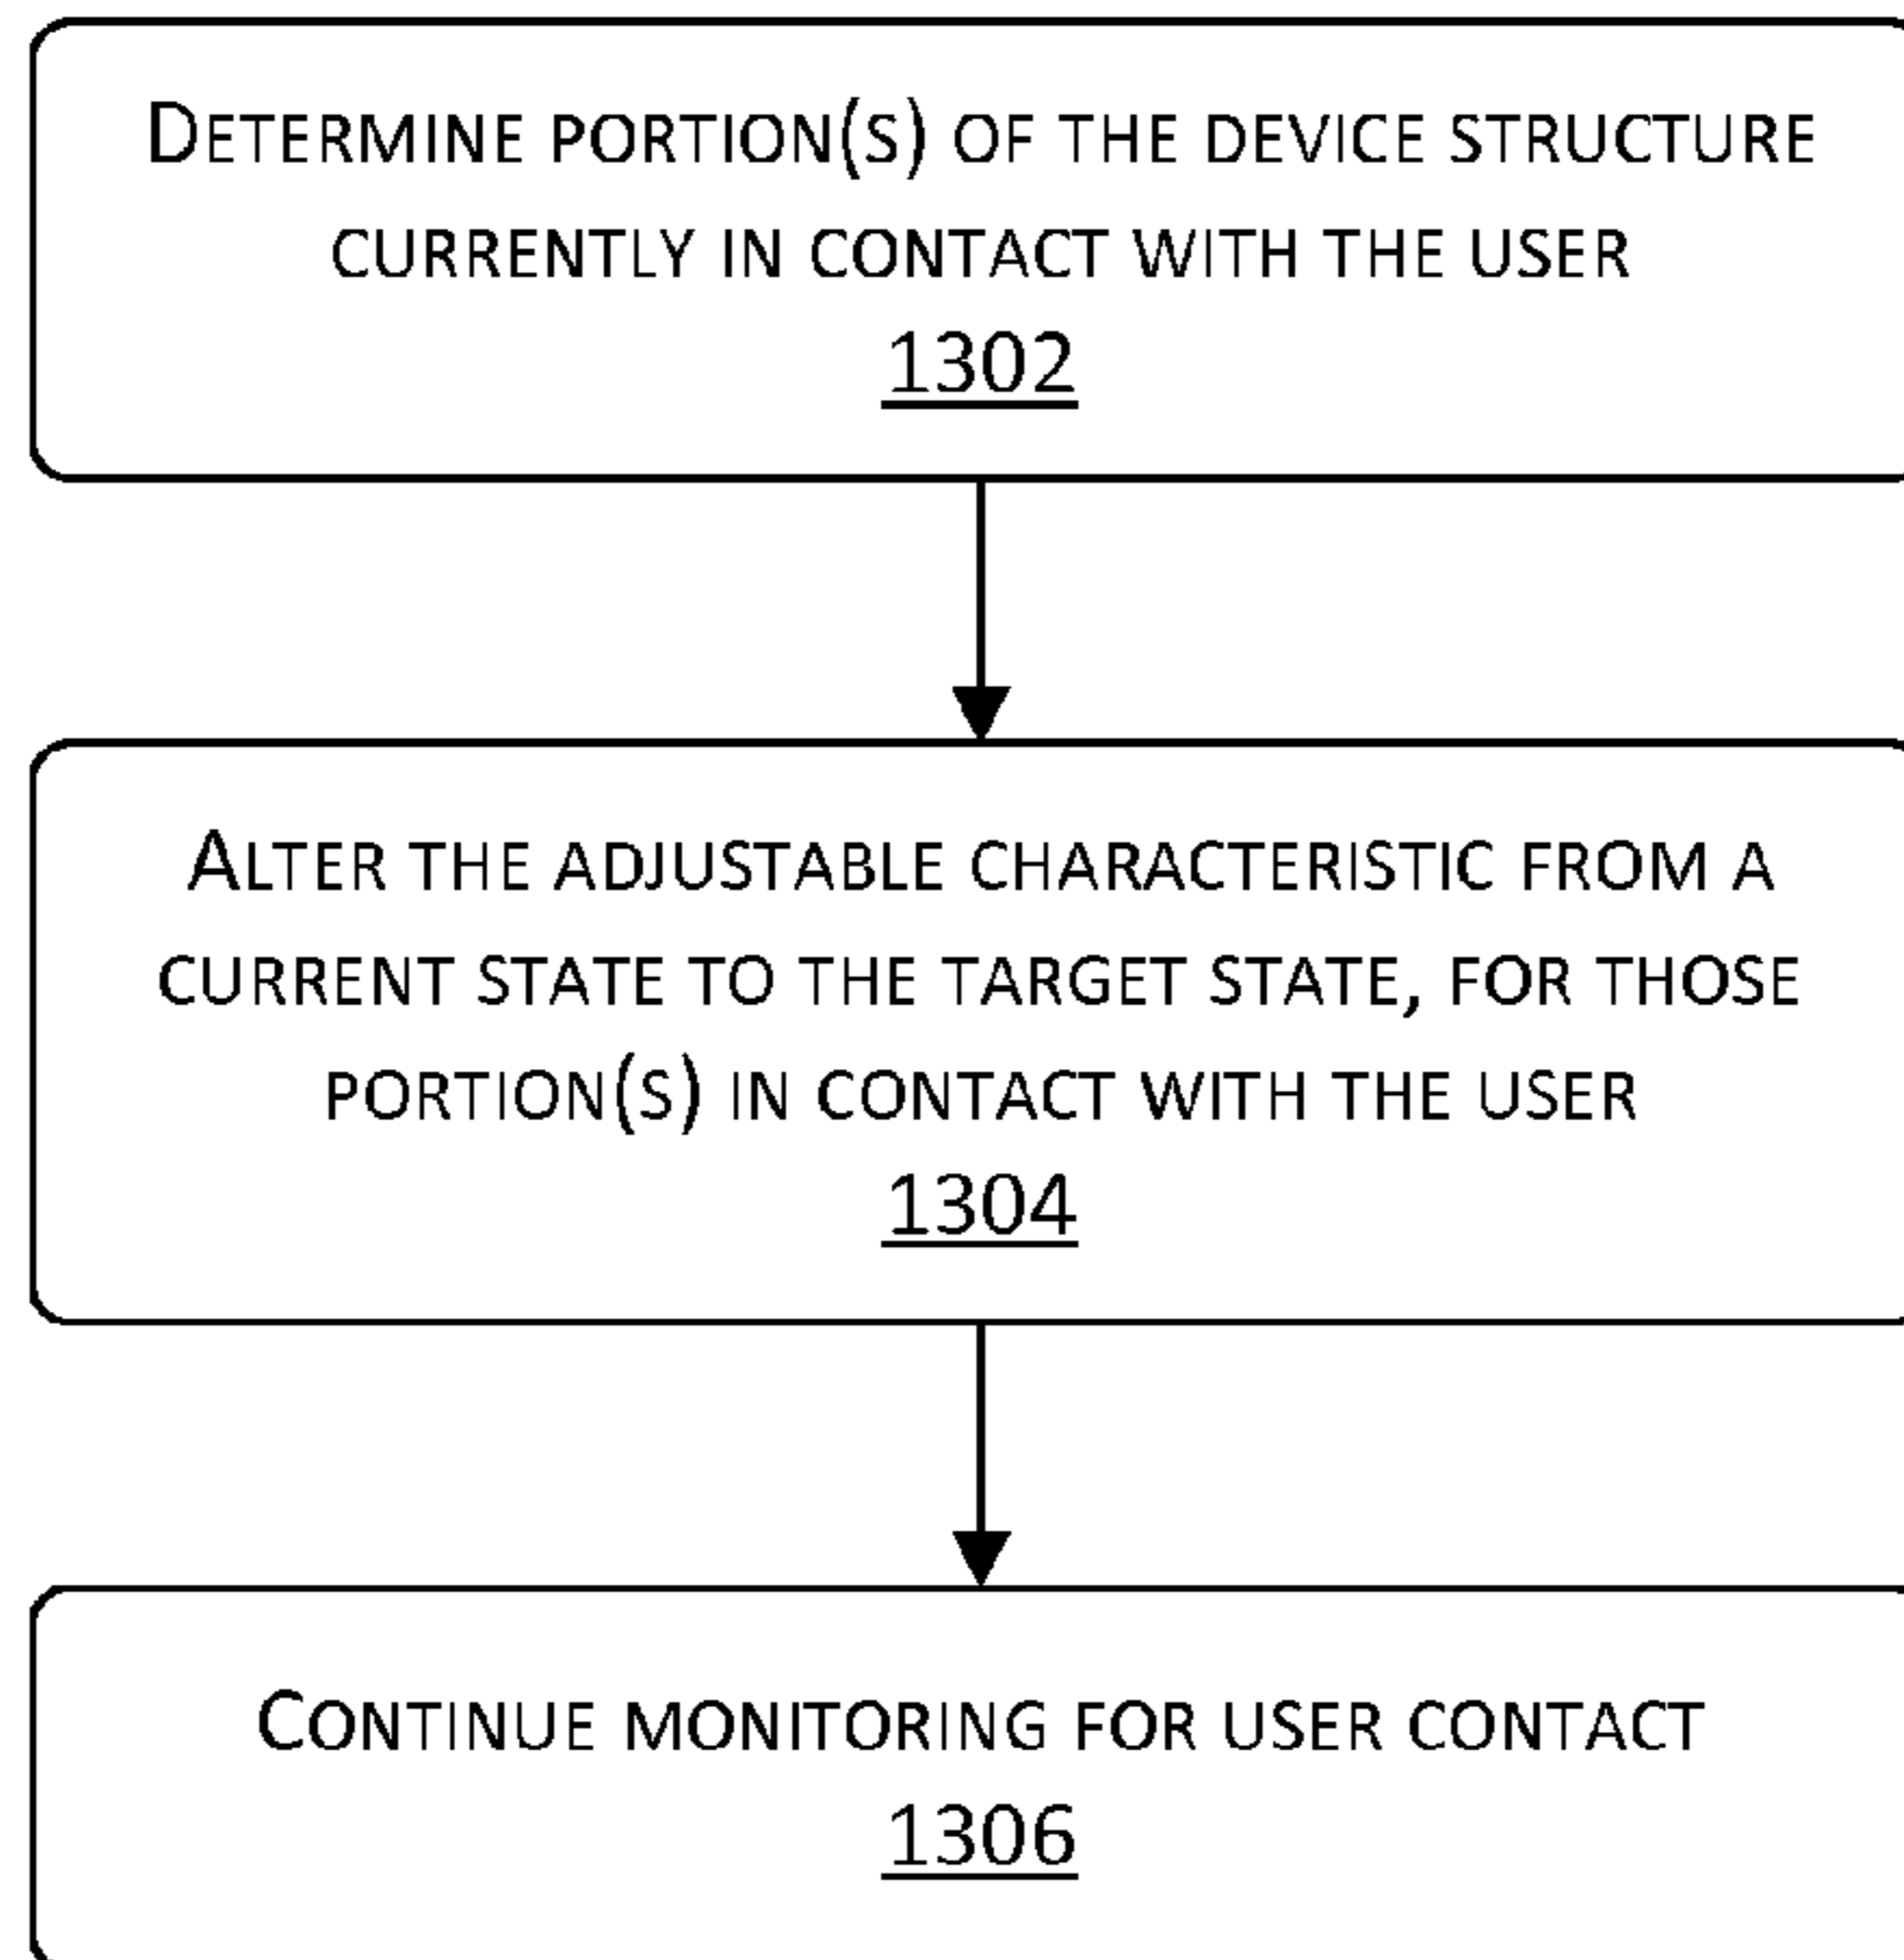 Determine portion(s) of the device structure
currently in contact with the user
1302
Alter the adjustable characteristic from a
current state to the target state, for those
portion(s) in contact with the user
1304
Continue monitoring for user contact
1306